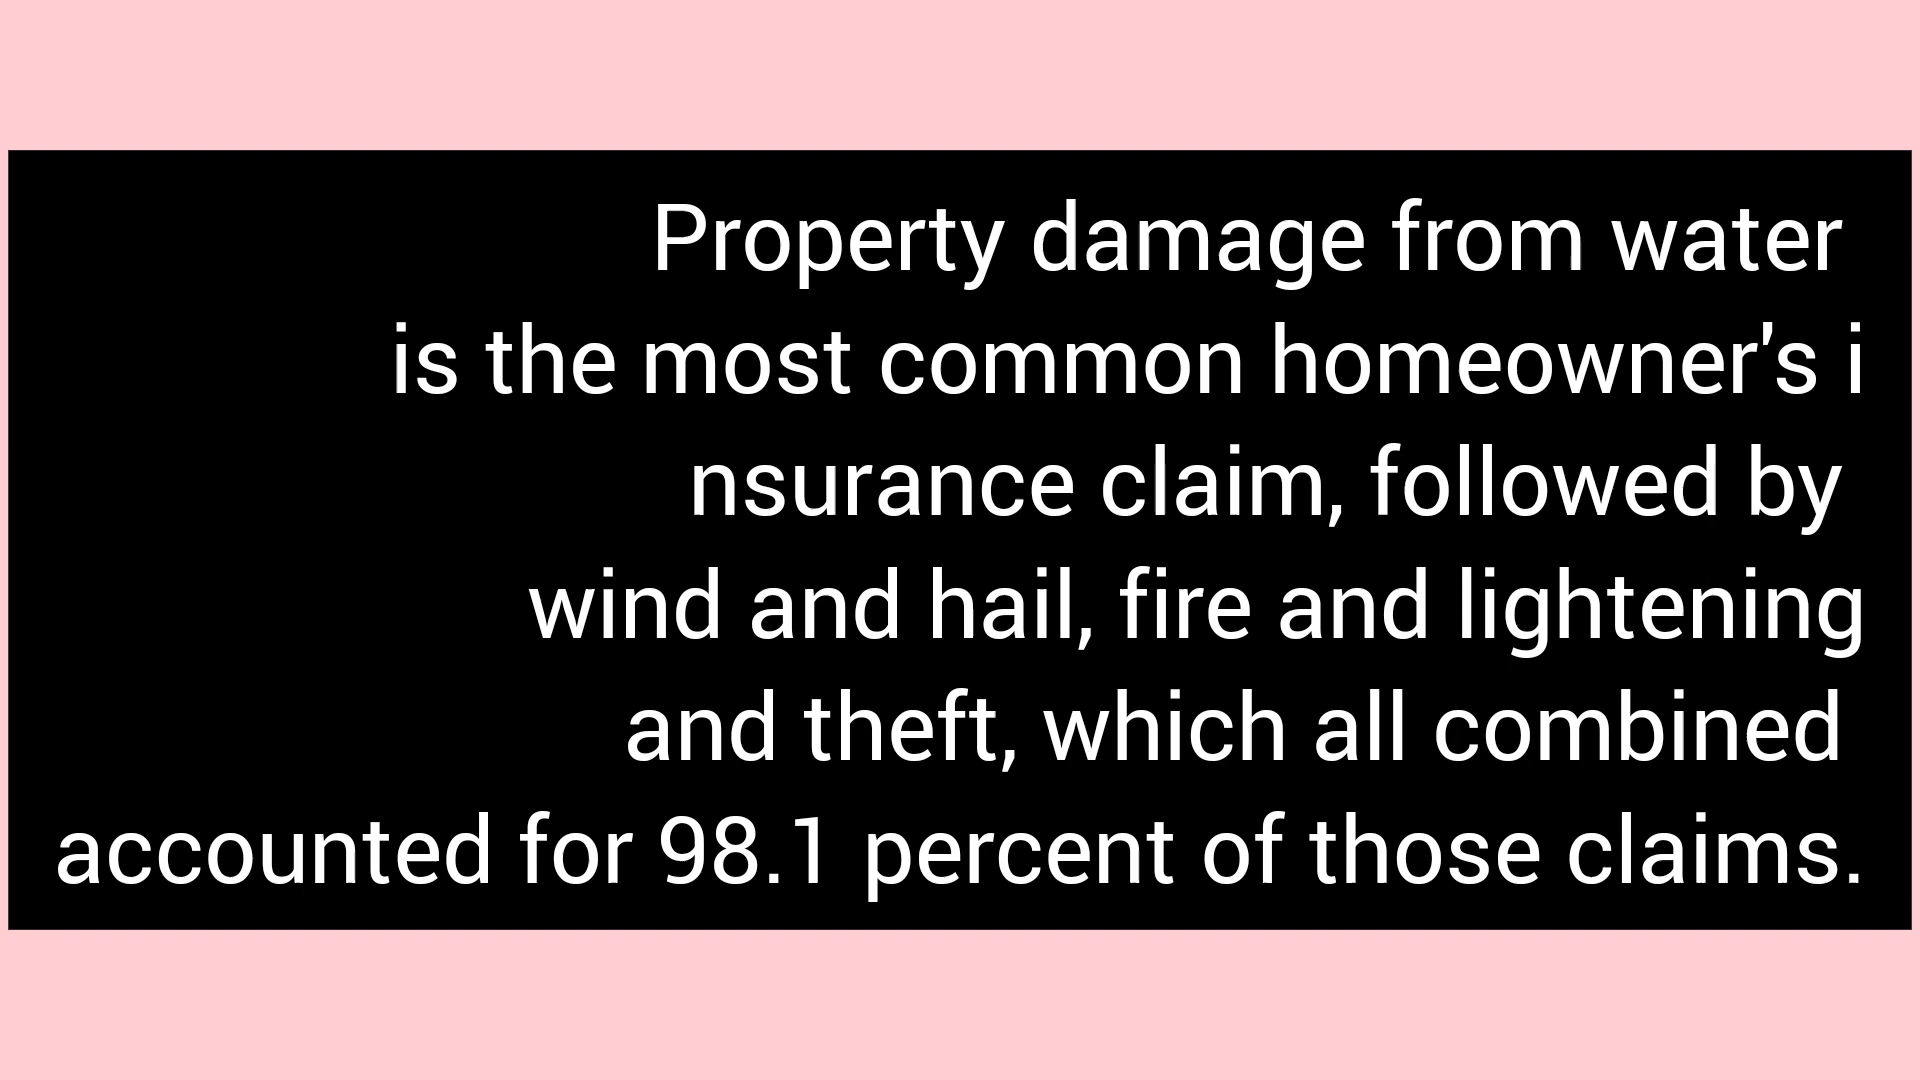 Property damage from water
is the most common homeowner's i
nsurance claim, followed by
wind and hail, fire and lightening
and theft, which all combined
accounted for 98.1 percent of those claims.